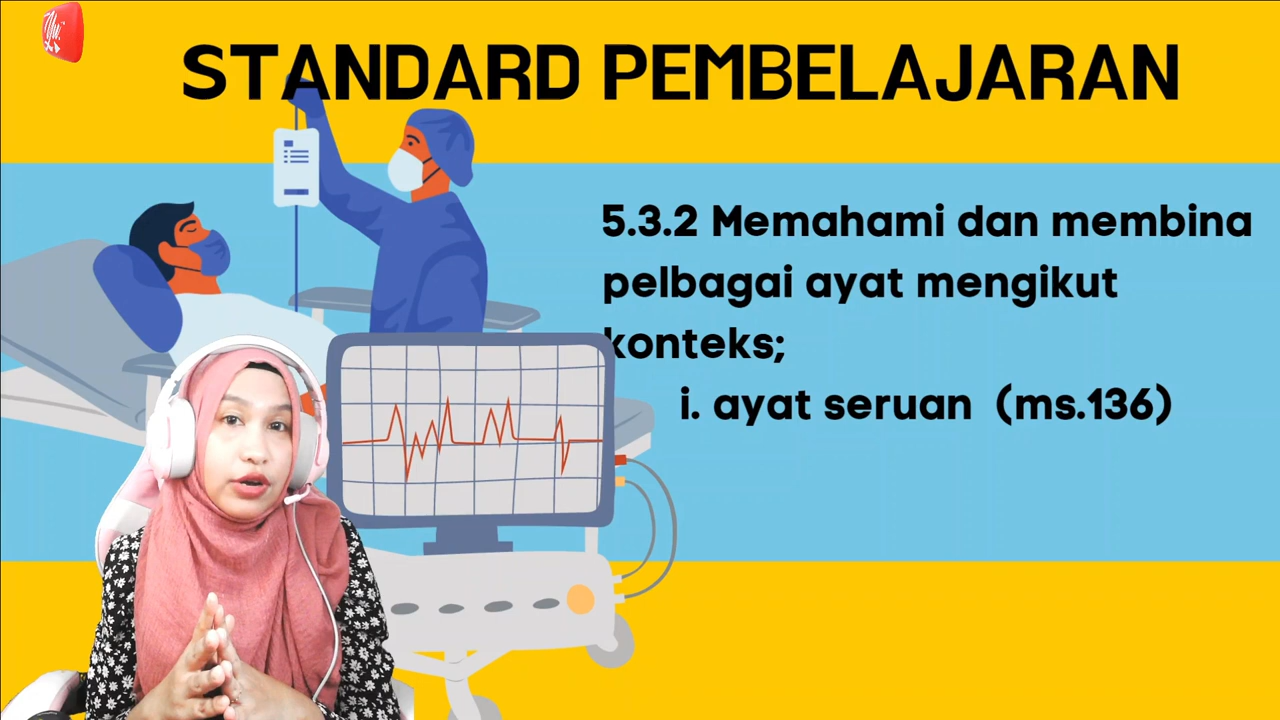 STANDARD PEMBELAJARAN
5.3.2 Memahami dan membina
pelbagai ayat mengikut
konteks;
i. ayat seruan (ms.136)